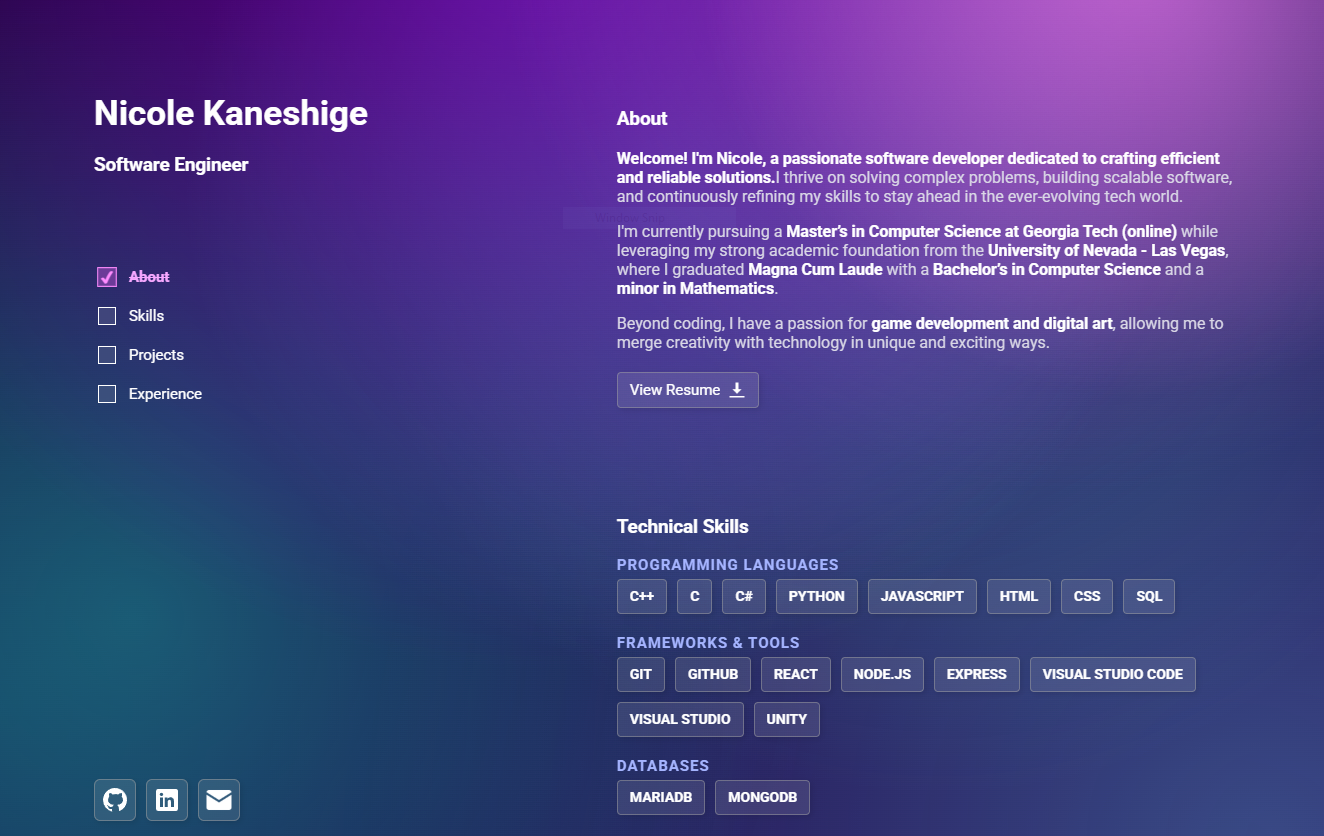 Nicole Kaneshige
Software Engineer
About
Skills
Projects
Experience
About
Welcome! I'm Nicole, a passionate software developer dedicated to crafting efficient
and reliable solutions.I thrive on solving complex problems, building scalable software,
and continuously refining my skills to stay ahead in the ever-evolving tech world.
Window Snip
I'm currently pursuing a Master's in Computer Science at Georgia Tech (online) while
leveraging my strong academic foundation from the University of Nevada - Las Vegas,
where I graduated Magna Cum Laude with a Bachelor's in Computer Science and a
minor in Mathematics.
Beyond coding, I have a passion for game development and digital art, allowing me to
merge creativity with technology in unique and exciting ways.
View Resume
Technical Skills
PROGRAMMING LANGUAGES
C++ C C# PYTHON JAVASCRIPT HTML CSS SQL
FRAMEWORKS & TOOLS
GIT GITHUB REACT NODE.JS EXPRESS VISUAL STUDIO CODE
VISUAL STUDIO UNITY
DATABASES
MARIADB MONGODB
in